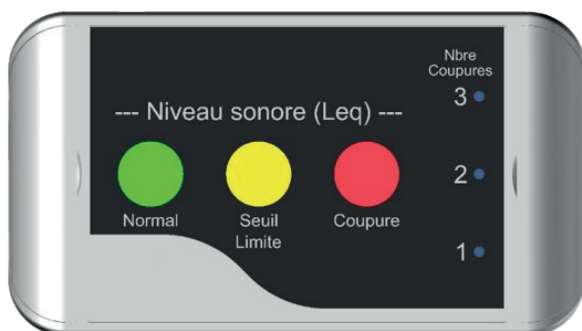 Nbre
Coupures
3
--- Niveau sonore (Leq) ---
2
Normal
Seuil
Limite
Coupure
1